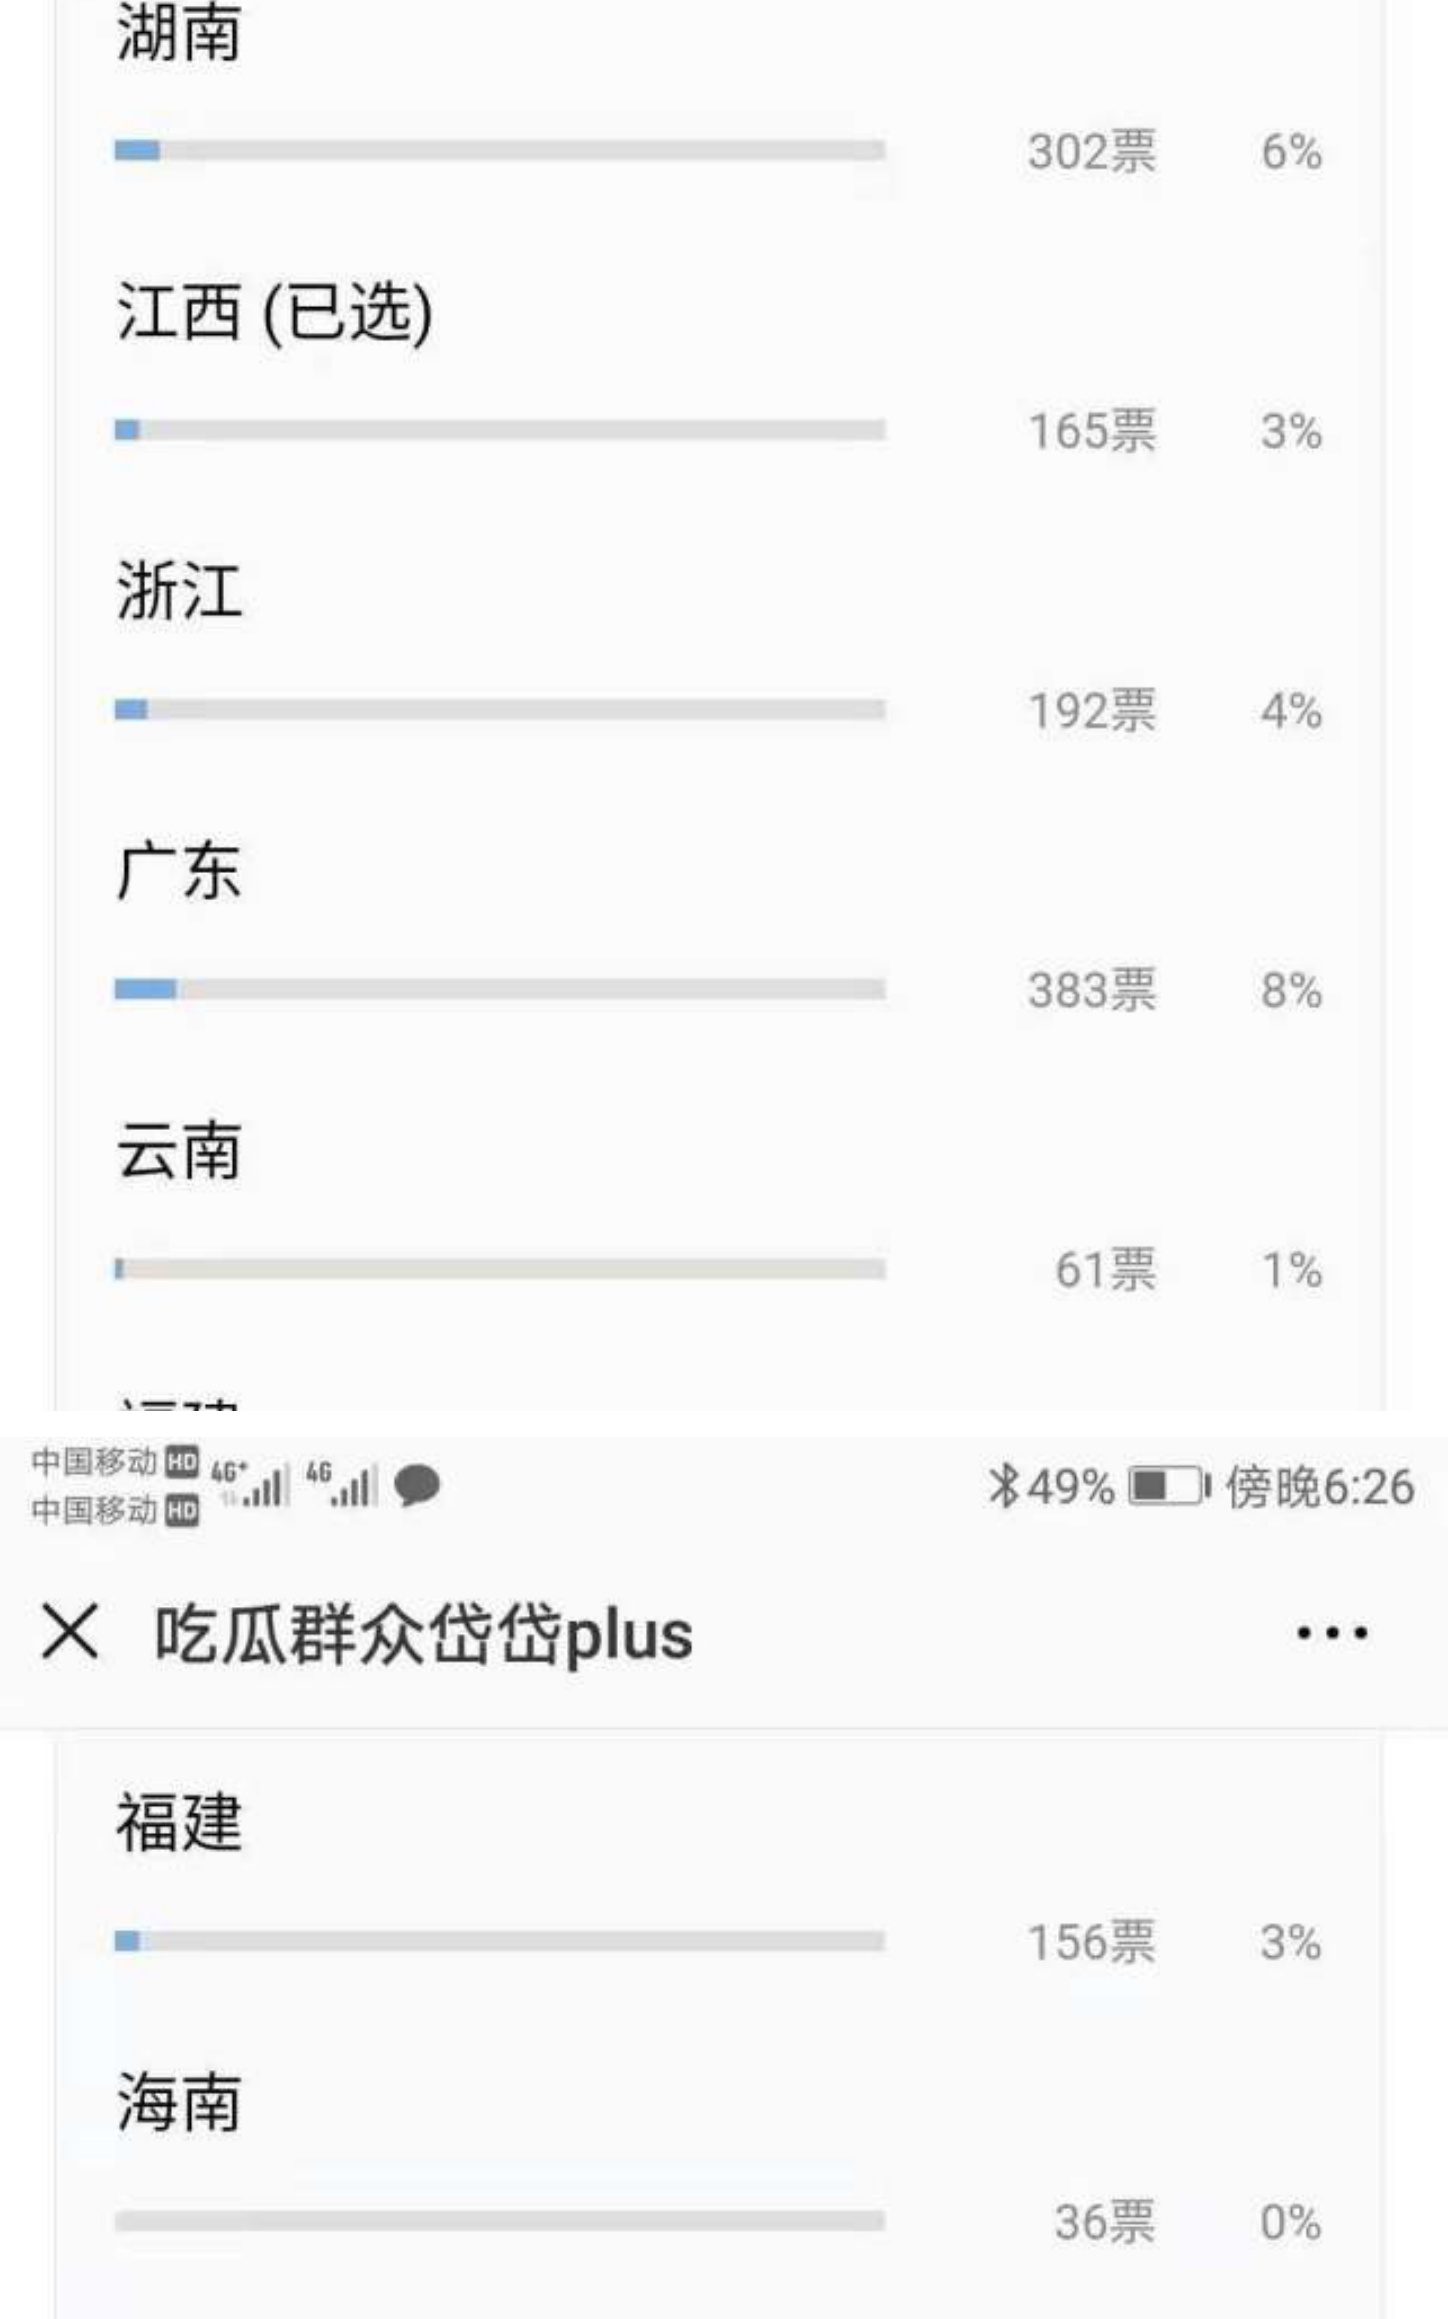 湖南
302票 6%
江西 (已选)
165票 3%
浙江
192票 4%
广东
383票 8%
云南
61票 1%
福建
中国移动 HD 4G+ 4G 49% 傍晚6:26
中国移动 HD
吃瓜群众岱岱plus
福建
156票 3%
海南
36票 0%